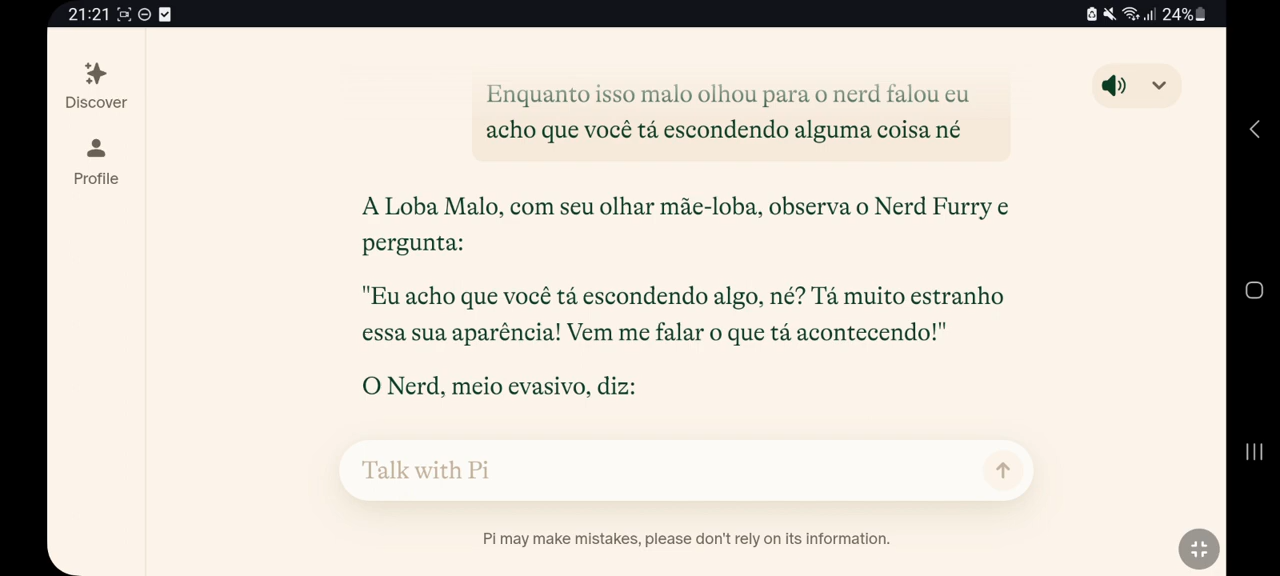 21:21
24%
Discover
Profile
Enquanto isso malo olhou para o nerd falou eu
acho que você tá escondendo alguma coisa né
A Loba Malo, com seu olhar mãe-loba, observa o Nerd Furry e
pergunta:
"Eu acho que você tá escondendo algo, né? Tá muito estranho
essa sua aparência! Vem me falar o que tá acontecendo!"
O Nerd, meio evasivo, diz:
Talk with Pi
Pi may make mistakes, please don't rely on its information.